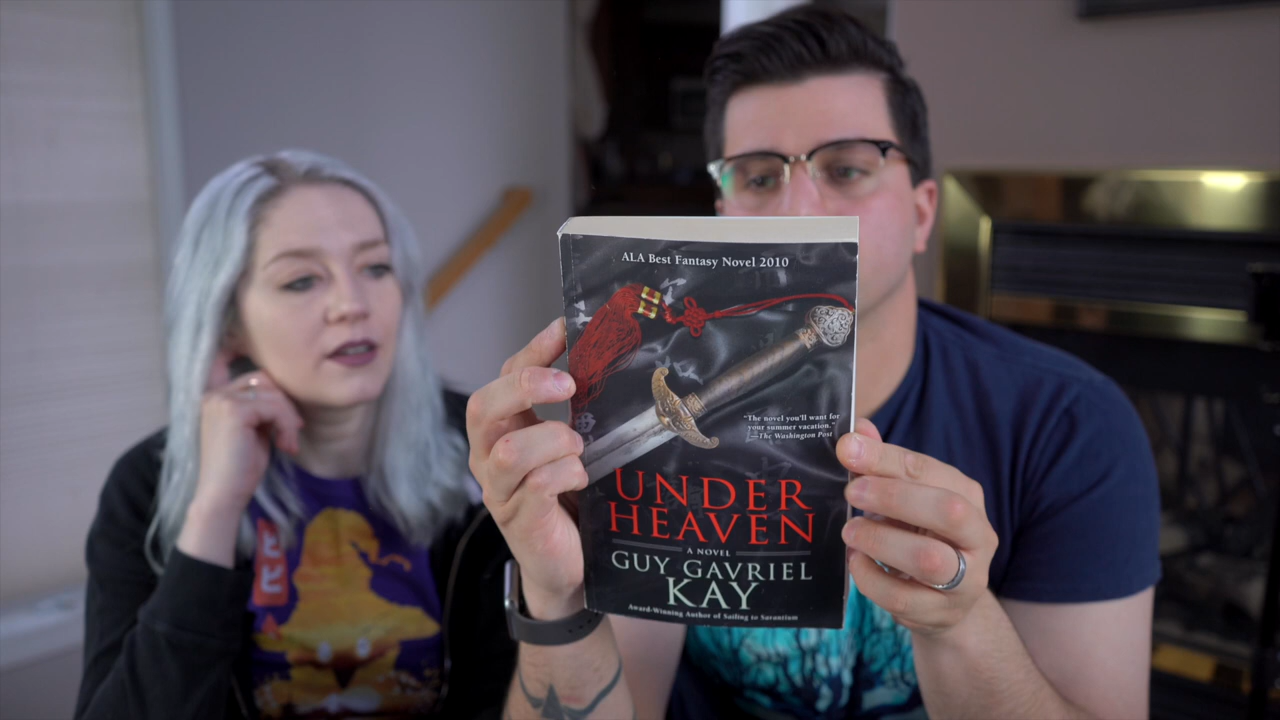 ALA Best Fantasy Novel 2010
"The novel you'll want for
your summer vacation."
—The Washington Post
UNDER
HEAVEN
A NOVEL
GUY GAVRIEL
KAY
Award-Winning Author of Sailing to Sarantium